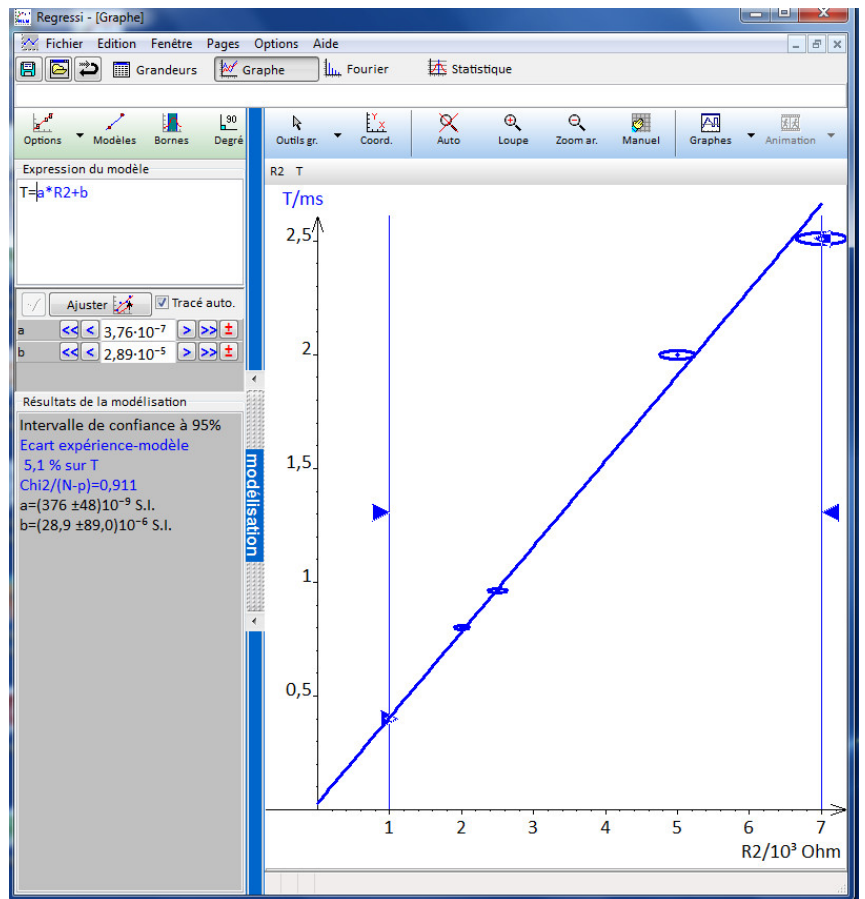 Regressi - [Graphe]
Fichier Edition Fenêtre Pages Options Aide
Grandeurs Graphe Fourier Statistique
Options Modèles Bornes Degré
90
Outils gr. Coord. Auto Loupe Zoom ar. Manuel Graphes Animation
Y
X
Expression du modèle
T=a*R2+b
Ajuster Tracé auto.
a << < 3,76·10⁻⁷ > >> ±
b << < 2,89·10⁻⁵ > >> ±
Résultats de la modélisation
Intervalle de confiance à 95%
Ecart expérience-modèle
5,1 % sur T
Chi2/(N-p)=0,911
a=(376 ±48)10⁻⁹ S.I.
b=(28,9 ±89,0)10⁻⁶ S.I.
modélisation
R2 T
T/ms
2,5
2
1,5
1
0,5
1 2 3 4 5 6 7
R2/10³ Ohm